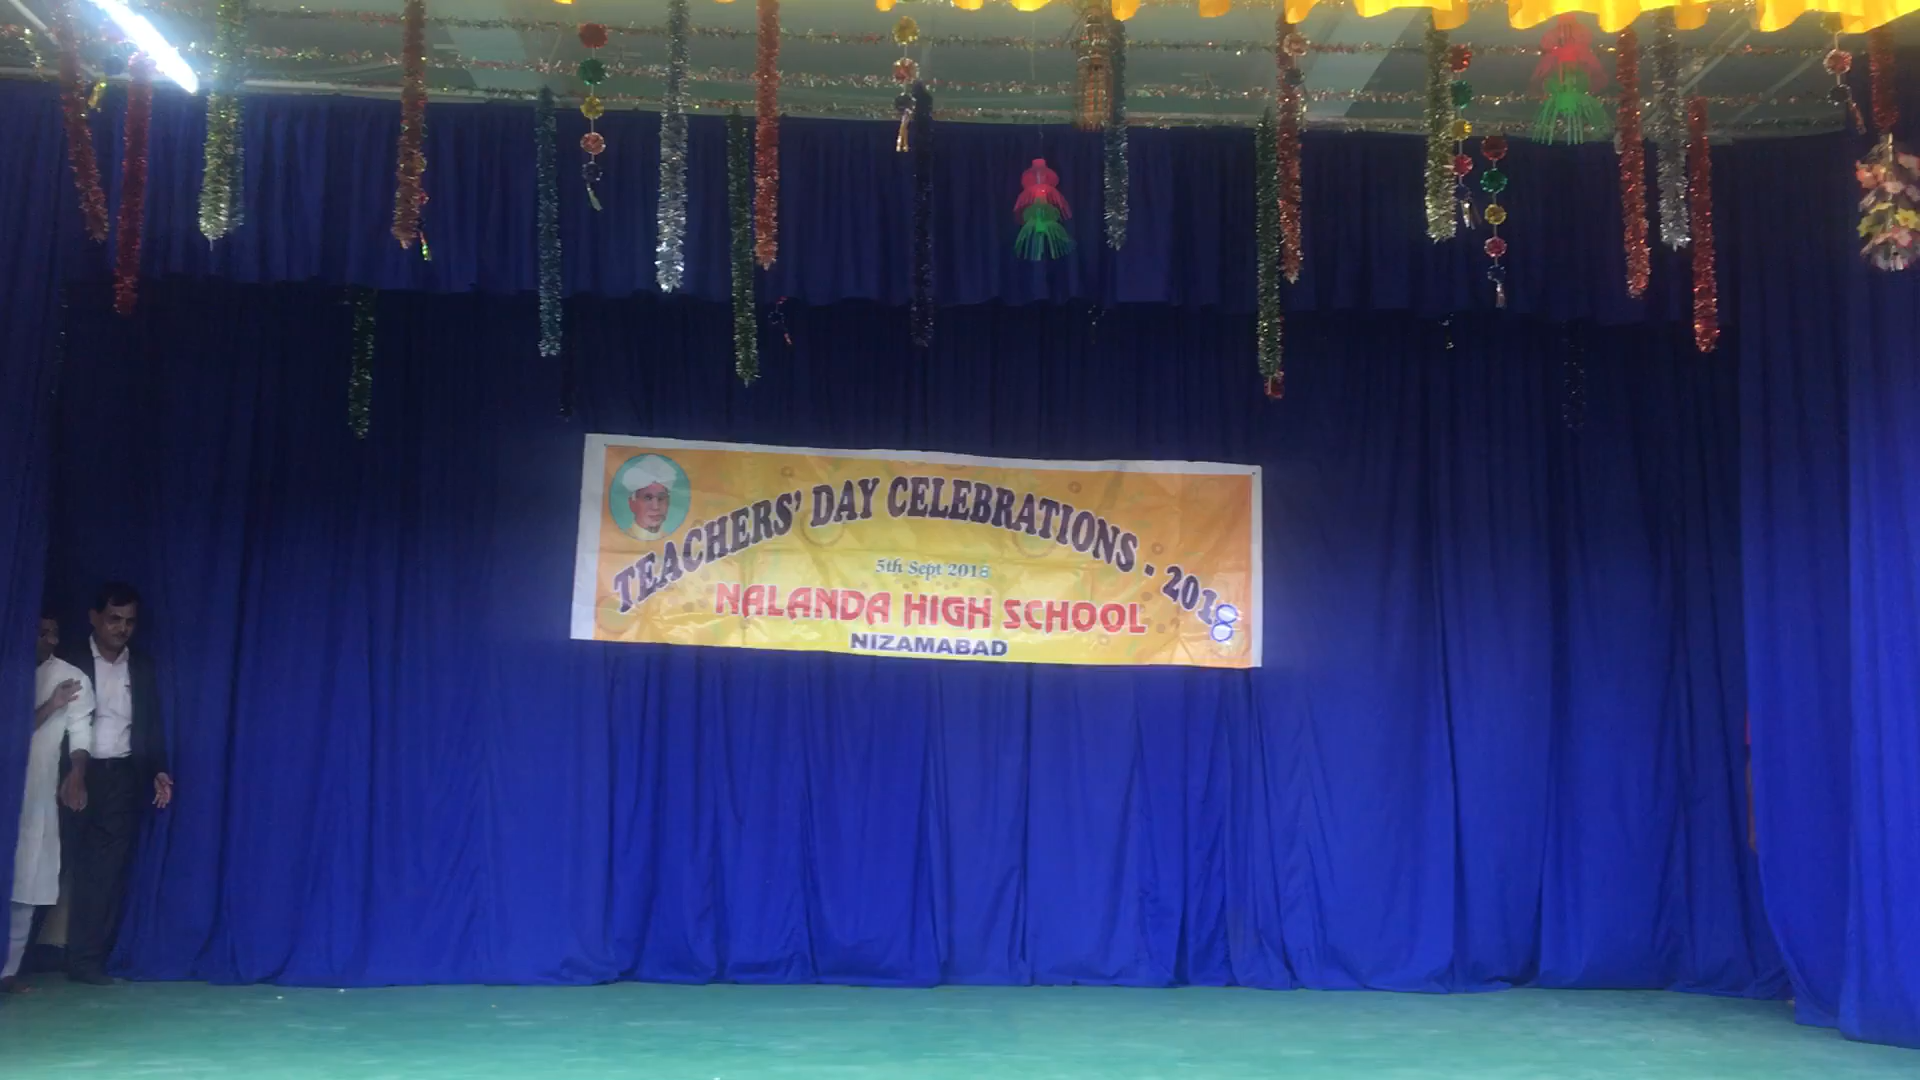 TEACHERS' DAY CELEBRATIONS - 2018
5th Sept 2018
NALANDA HIGH SCHOOL
NIZAMABAD